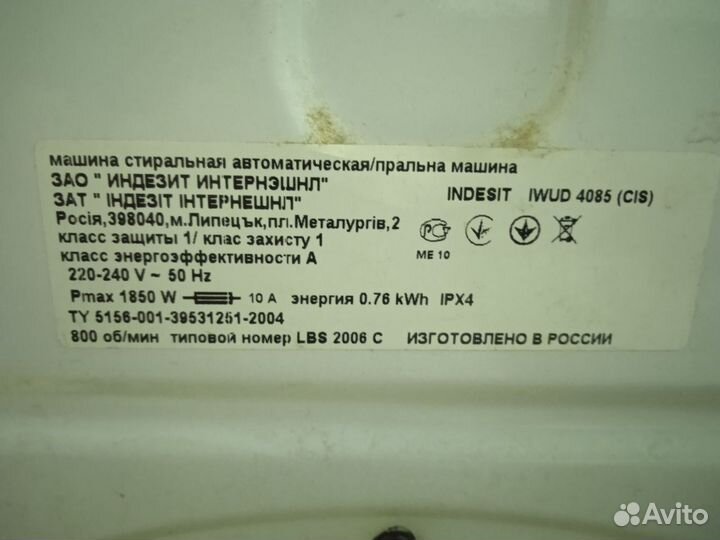 машина стиральная автоматическая/пральна машина
ЗАО " ИНДЕЗИТ ИНТЕРНЭШНЛ"
ЗАТ " ІНДЕЗІТ ІНТЕРНЕШНЛ"
INDESIT IWUD 4085 (CIS)
Росія,398040,м.Липецьк,пл.Металургів,2
класс защиты 1/ клас захисту 1
ME 10
класс энергоэффективности А
220-240 V ~ 50 Hz
Pmax 1850 W 10 A энергия 0.76 kWh IPX4
ТУ 5156-001-39531251-2004
800 об/мин типовой номер LBS 2006 C ИЗГОТОВЛЕНО В РОССИИ
Avito